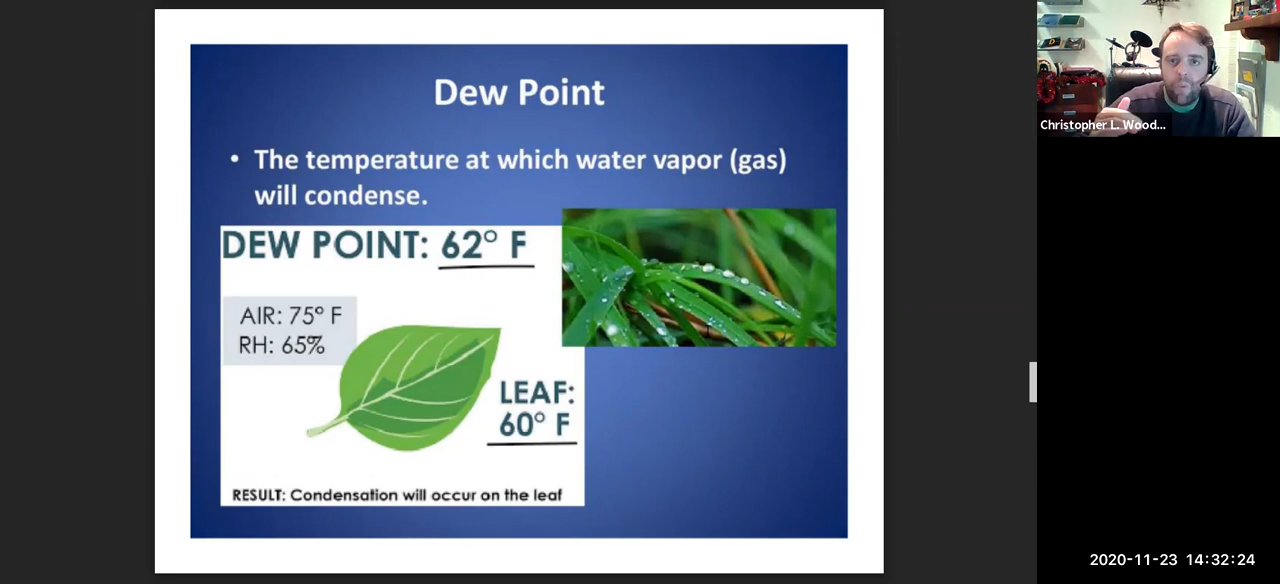 Dew Point
• The temperature at which water vapor (gas)
will condense.
DEW POINT: 62° F
AIR: 75° F
RH: 65%
LEAF:
60° F
RESULT: Condensation will occur on the leaf
Christopher L. Wood...
2020-11-23 14:32:24